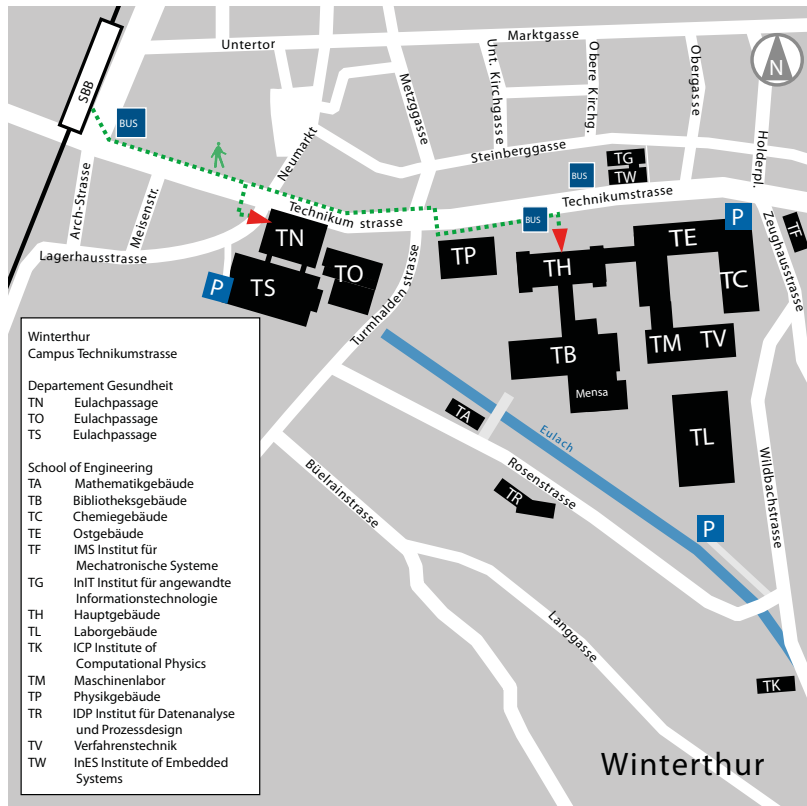 Marktgasse
Untertor
SBB
BUS
Metzggasse
Unt. Kirchgasse
Obere Kirchg.
Obergasse
N
Holderpl.
Neumarkt
Steinberggasse
TG
TW
BUS
Technikumstrasse
Arch-Strasse
Meisenstr.
Technikum strasse
BUS
P
Zeughausstrasse
TF
Lagerhausstrasse
TN
TO
TS
P
TP
TH
TE
TC
Turmhalden strasse
TB
TM
TV
Mensa
TA
Eulach
TL
Rosenstrasse
TR
Büelrainstrasse
P
Wildbachstrasse
Langgasse
TK
Winterthur
Winterthur
Campus Technikumstrasse
Departement Gesundheit
TN Eulachpassage
TO Eulachpassage
TS Eulachpassage
School of Engineering
TA Mathematikgebäude
TB Bibliotheksgebäude
TC Chemiegebäude
TE Ostgebäude
TF IMS Institut für
Mechatronische Systeme
TG InIT Institut für angewandte
Informationstechnologie
TH Hauptgebäude
TL Laborgebäude
TK ICP Institute of
Computational Physics
TM Maschinenlabor
TP Physikgebäude
TR IDP Institut für Datenanalyse
und Prozessdesign
TV Verfahrenstechnik
TW InES Institute of Embedded
Systems